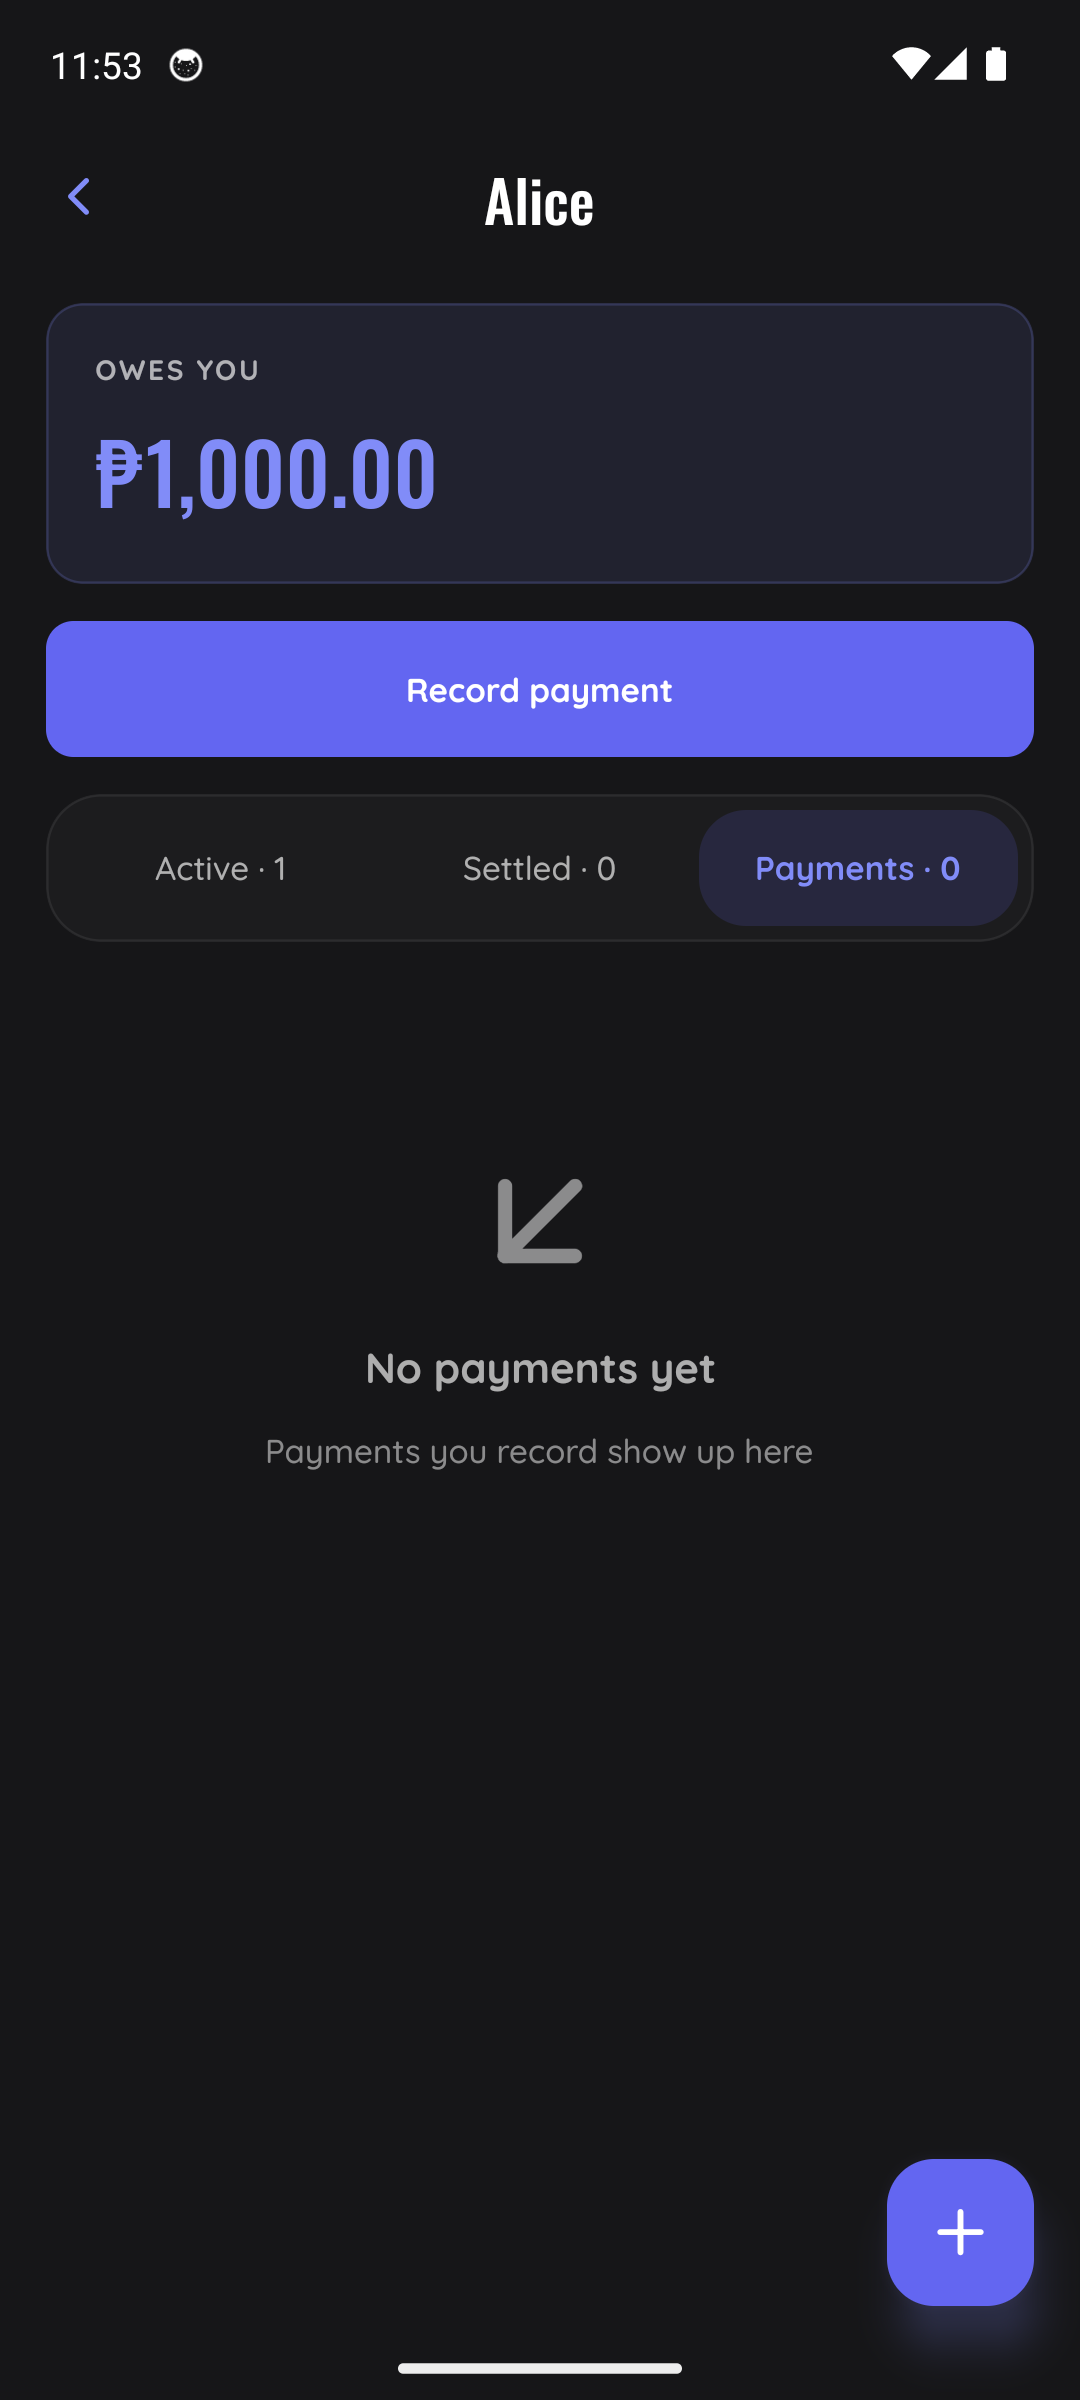 11:53
Alice
OWES YOU
₱1,000.00
Record payment
Active · 1
Settled · 0
Payments · 0
No payments yet
Payments you record show up here